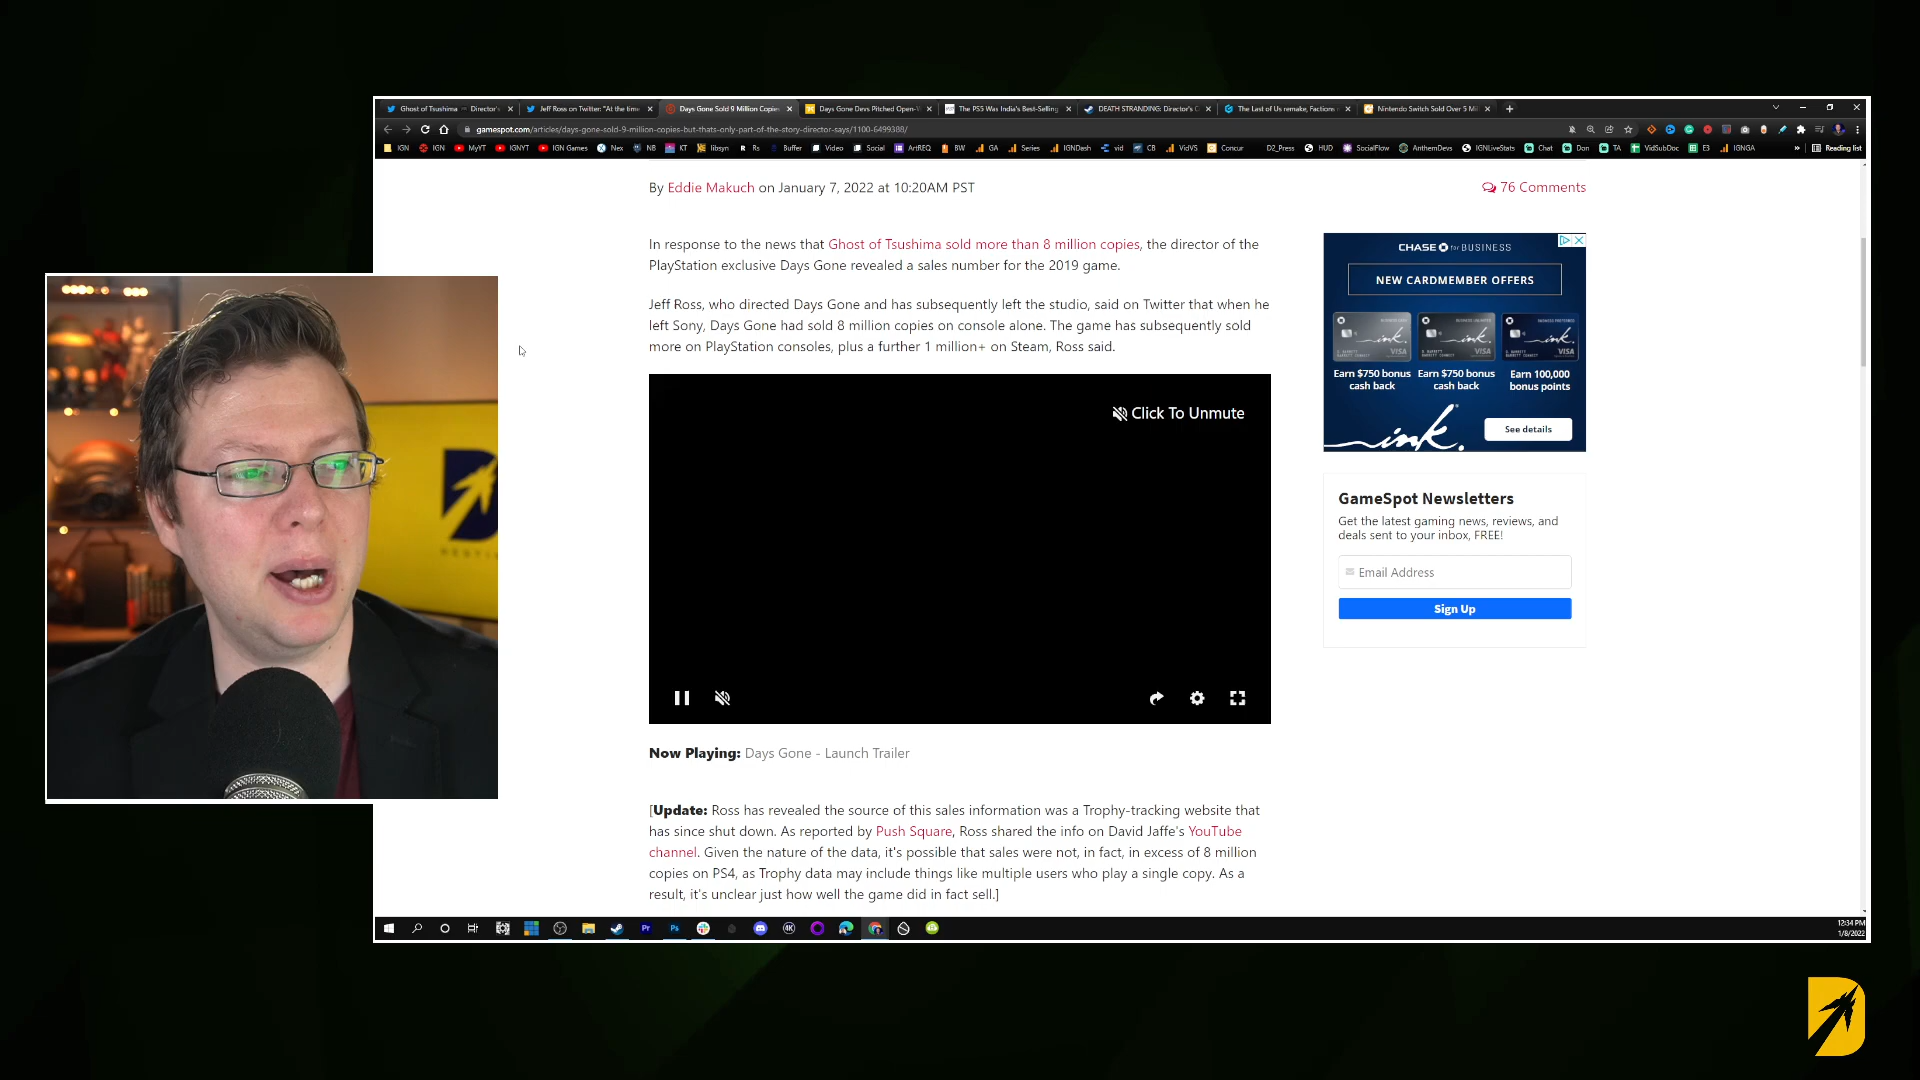 Ghost of Tsushima
Director's
Jeff Ross on Twitter: "At the time
Days Gone Sold 9 Million Copies
Days Gone Devs Pitched Open-W
The PS5 Was India's Best-Selling
DEATH STRANDING: Director's C
The Last of Us remake, Factions
Nintendo Switch Sold Over 5 Mi
gamespot.com/articles/days-gone-sold-9-million-copies-but-thats-only-part-of-the-story-director-says/1100-6499388/
IGN IGN MyYT IGNYT IGN Games Nex NB KT libsyn Rs Buffer Video Social ArtREQ BW GA Series IGNDash vid CB VidVS Concur D2_Press HUD SocialFlow AnthemDevs IGNLiveStats Chat Don TA VidSubDoc E3 IGNGA » Reading list
By Eddie Makuch on January 7, 2022 at 10:20AM PST
76 Comments
In response to the news that Ghost of Tsushima sold more than 8 million copies, the director of the
PlayStation exclusive Days Gone revealed a sales number for the 2019 game.
Jeff Ross, who directed Days Gone and has subsequently left the studio, said on Twitter that when he
left Sony, Days Gone had sold 8 million copies on console alone. The game has subsequently sold
more on PlayStation consoles, plus a further 1 million+ on Steam, Ross said.
Click To Unmute
Now Playing: Days Gone - Launch Trailer
[Update: Ross has revealed the source of this sales information was a Trophy-tracking website that
has since shut down. As reported by Push Square, Ross shared the info on David Jaffe's YouTube
channel. Given the nature of the data, it's possible that sales were not, in fact, in excess of 8 million
copies on PS4, as Trophy data may include things like multiple users who play a single copy. As a
result, it's unclear just how well the game did in fact sell.]
CHASE for BUSINESS
NEW CARDMEMBER OFFERS
Earn $750 bonus
cash back
Earn $750 bonus
cash back
Earn 100,000
bonus points
ink.
See details
GameSpot Newsletters
Get the latest gaming news, reviews, and
deals sent to your inbox, FREE!
Email Address
Sign Up
Pr
Ps
4K
12:34 PM
1/8/2022
D